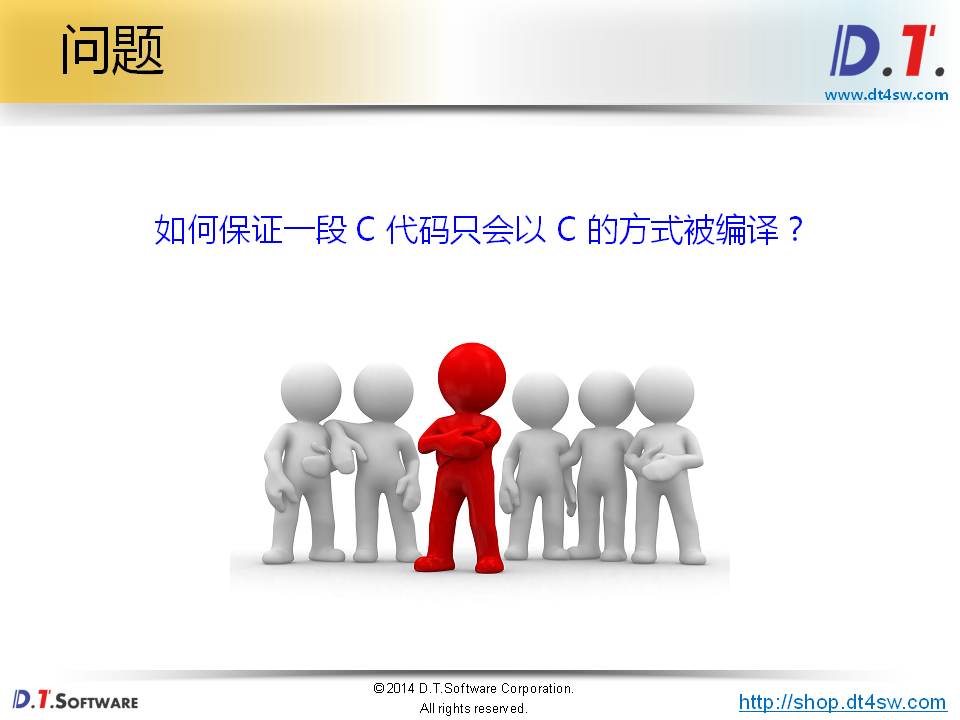 问题
D.T.
www.dt4sw.com
如何保证一段 C 代码只会以 C 的方式被编译？
D.T.SOFTWARE
©2014 D.T.Software Corporation.
All rights reserved.
http://shop.dt4sw.com